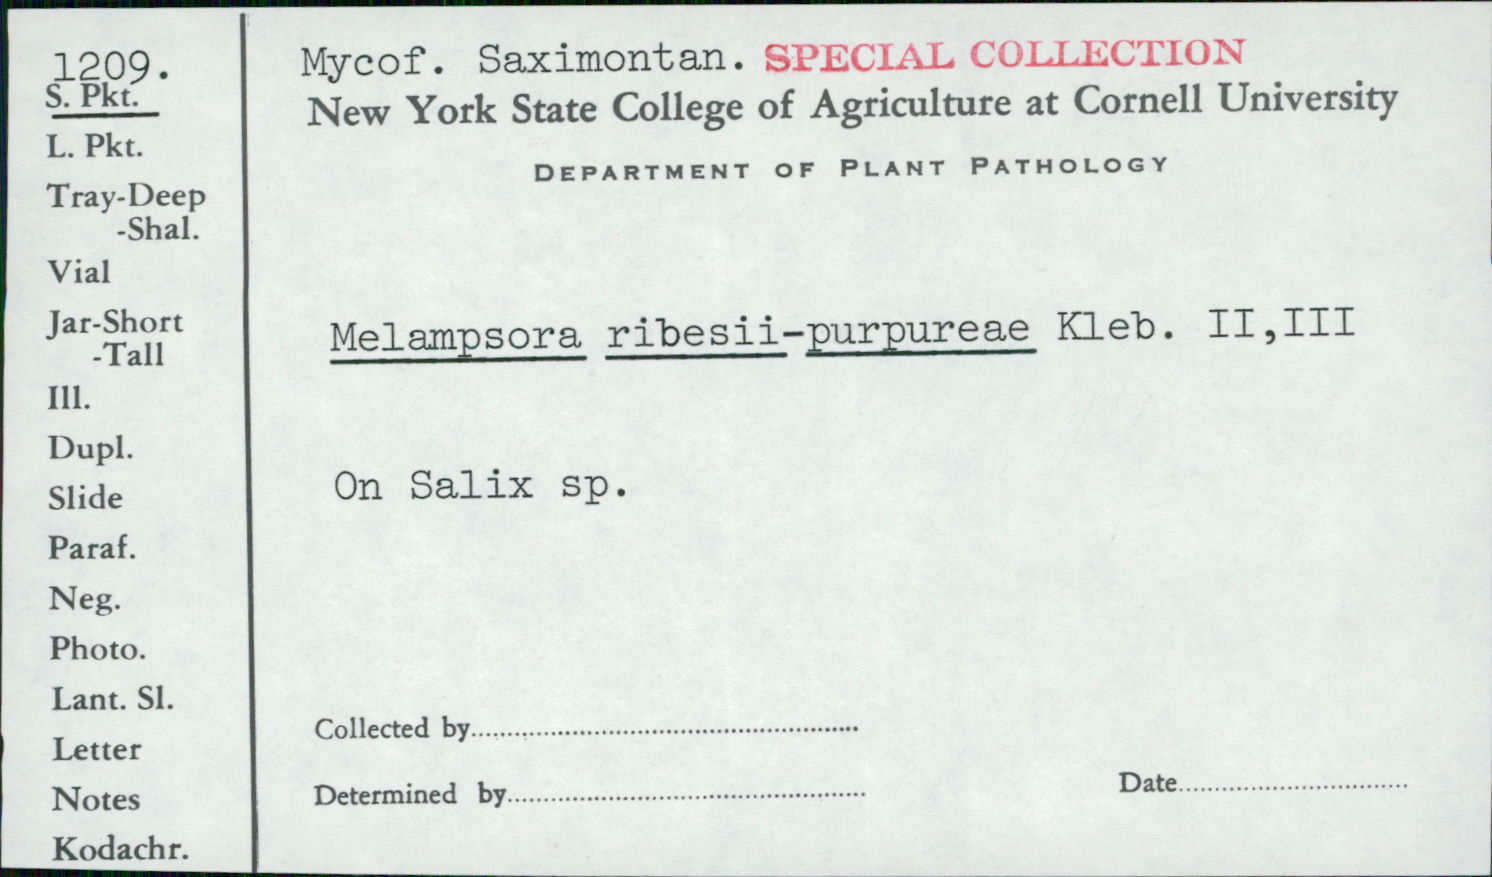 1209.
S. Pkt.
L. Pkt.
Tray-Deep
-Shal.
Vial
Jar-Short
-Tall
Ill.
Dupl.
Slide
Paraf.
Neg.
Photo.
Lant. Sl.
Letter
Notes
Kodachr.
Mycof. Saximontan. SPECIAL COLLECTION
New York State College of Agriculture at Cornell University
DEPARTMENT OF PLANT PATHOLOGY
Melampsora ribesii-purpureae Kleb. II,III
On Salix sp.
Collected by
Determined by
Date